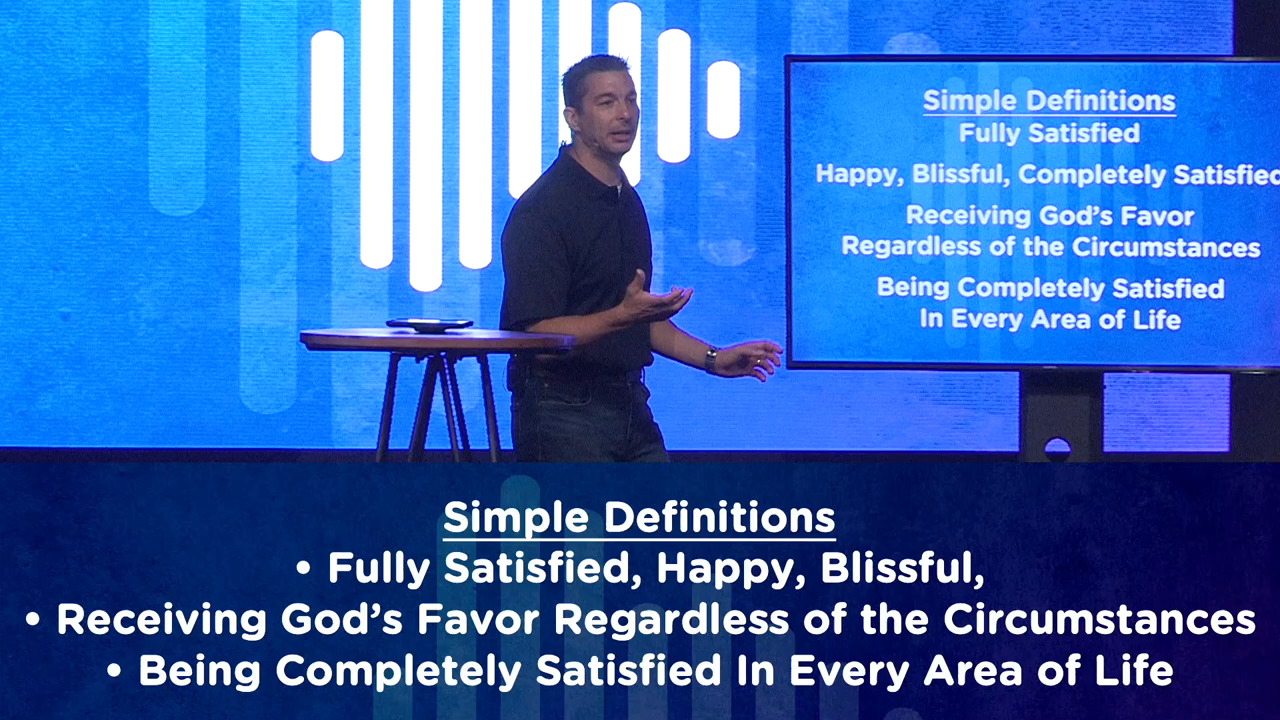 Simple Definitions
Fully Satisfied
Happy, Blissful, Completely Satisfied
Receiving God's Favor
Regardless of the Circumstances
Being Completely Satisfied
In Every Area of Life
Simple Definitions
• Fully Satisfied, Happy, Blissful,
• Receiving God's Favor Regardless of the Circumstances
• Being Completely Satisfied In Every Area of Life